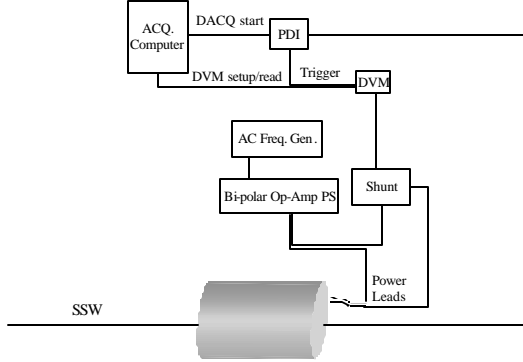 ACQ.
Computer
DACQ start
PDI
Trigger
DVM setup/read
DVM
AC Freq. Gen.
Bi-polar Op-Amp PS
Shunt
Power
Leads
SSW